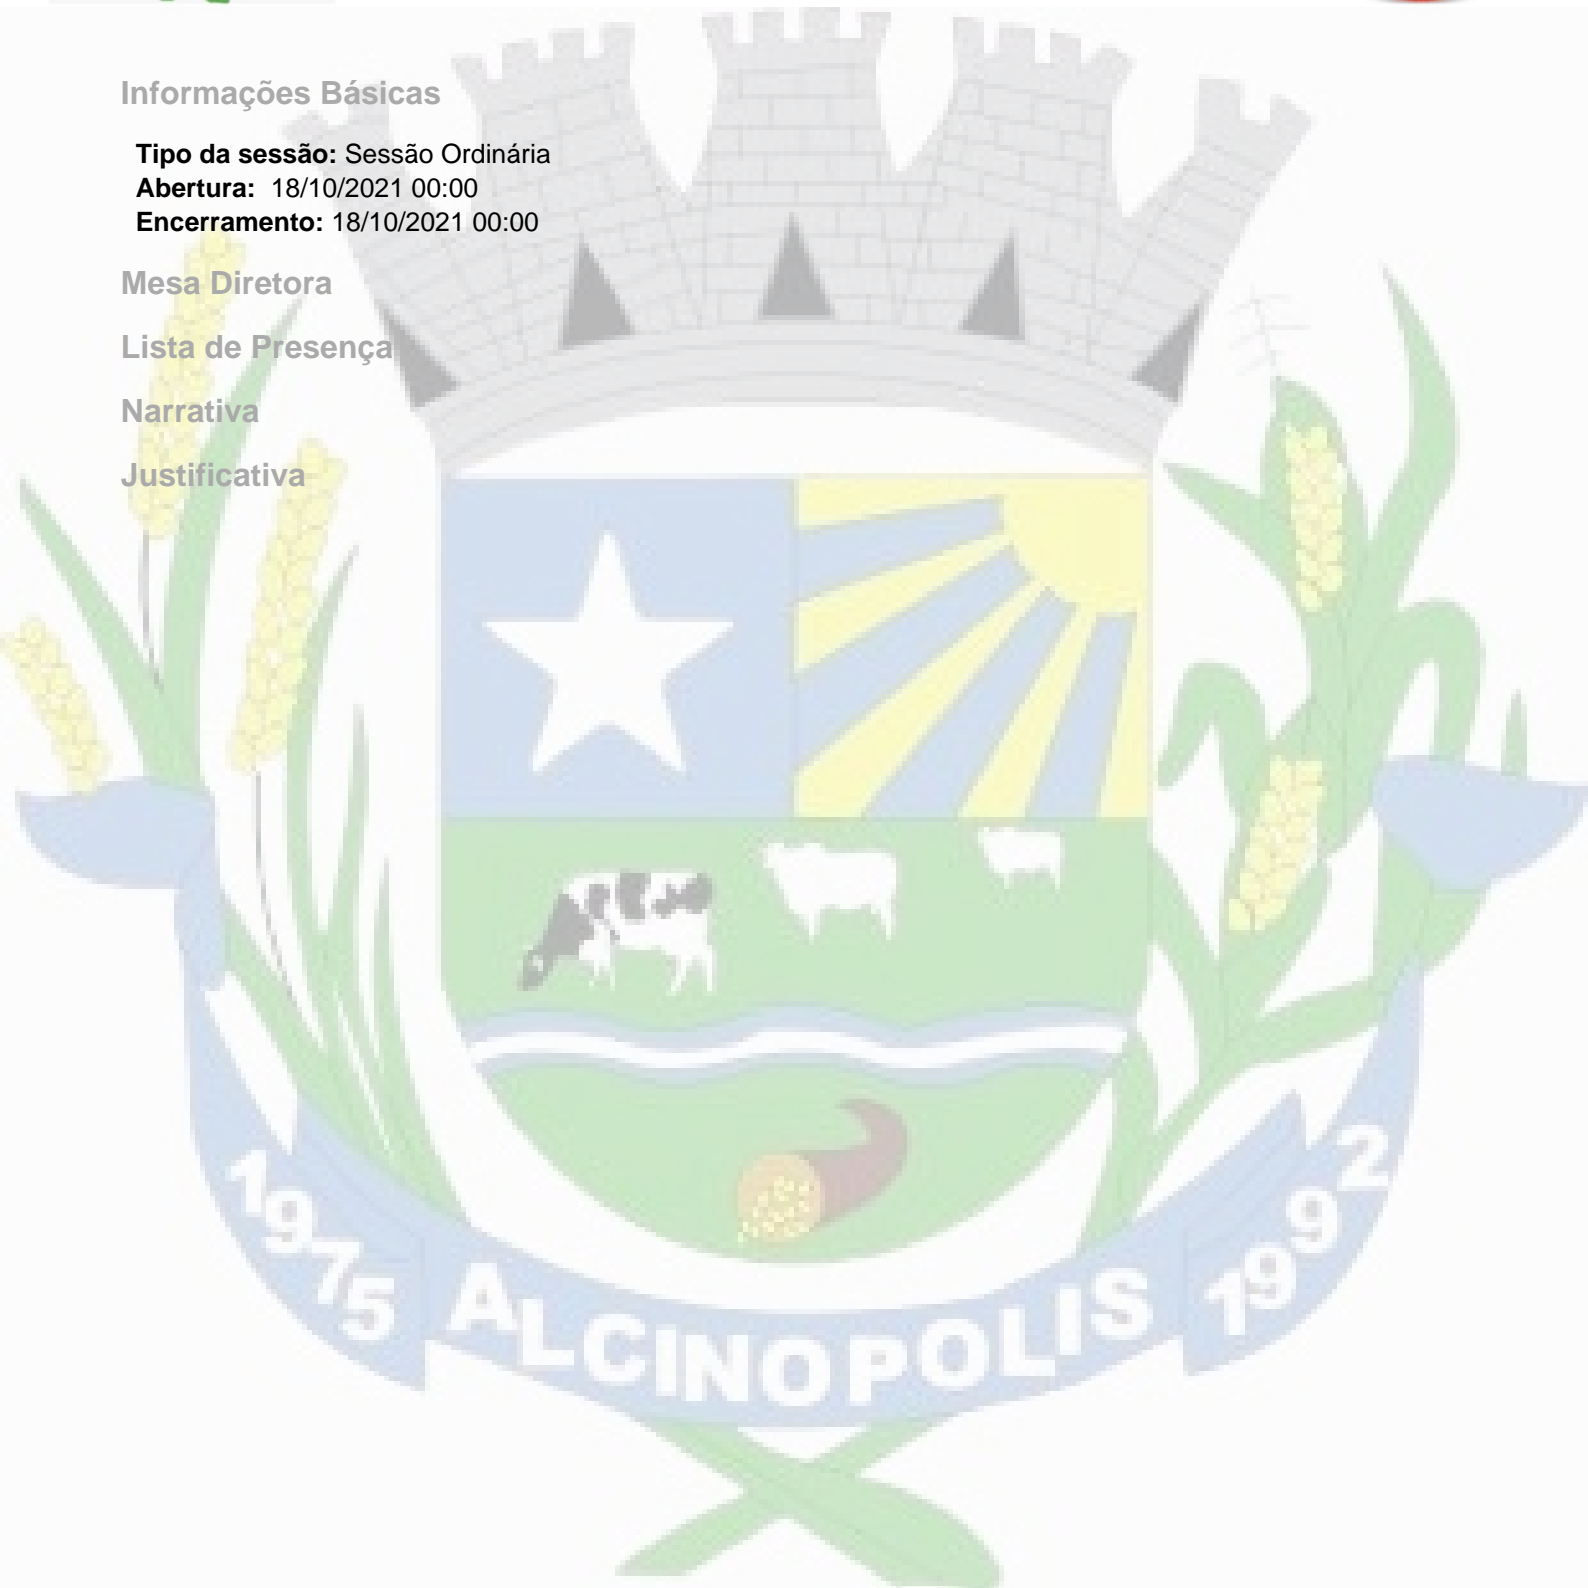 Informações Básicas
Tipo da sessão: Sessão Ordinária
Abertura: 18/10/2021 00:00
Encerramento: 18/10/2021 00:00
Mesa Diretora
Lista de Presença
Narrativa
Justificativa
1975 ALCINOPOLIS 1992